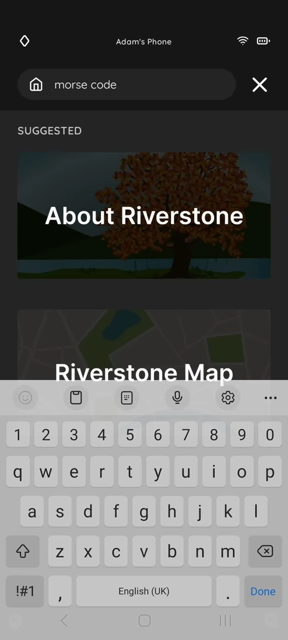 Adam's Phone
morse code
SUGGESTED
About Riverstone
Riverstone Map
1 2 3 4 5 6 7 8 9 0
q w e r t y u i o p
a s d f g h j k l
z x c v b n m
!#1 , English (UK) . Done